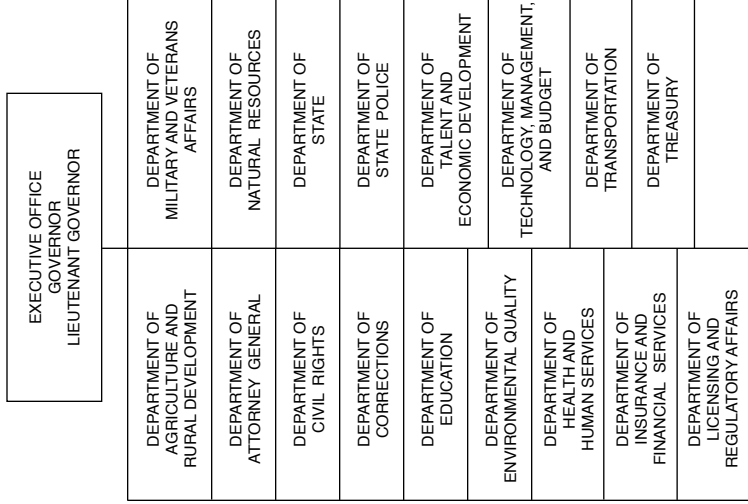 EXECUTIVE OFFICE
GOVERNOR
LIEUTENANT GOVERNOR
DEPARTMENT OF
AGRICULTURE AND
RURAL DEVELOPMENT
DEPARTMENT OF
ATTORNEY GENERAL
DEPARTMENT OF
CIVIL RIGHTS
DEPARTMENT OF
CORRECTIONS
DEPARTMENT OF
EDUCATION
DEPARTMENT OF
ENVIRONMENTAL QUALITY
DEPARTMENT OF
HEALTH AND
HUMAN SERVICES
DEPARTMENT OF
INSURANCE AND
FINANCIAL SERVICES
DEPARTMENT OF
LICENSING AND
REGULATORY AFFAIRS
DEPARTMENT OF
MILITARY AND VETERANS
AFFAIRS
DEPARTMENT OF
NATURAL RESOURCES
DEPARTMENT OF
STATE
DEPARTMENT OF
STATE POLICE
DEPARTMENT OF
TALENT AND
ECONOMIC DEVELOPMENT
DEPARTMENT OF
TECHNOLOGY, MANAGEMENT,
AND BUDGET
DEPARTMENT OF
TRANSPORTATION
DEPARTMENT OF
TREASURY